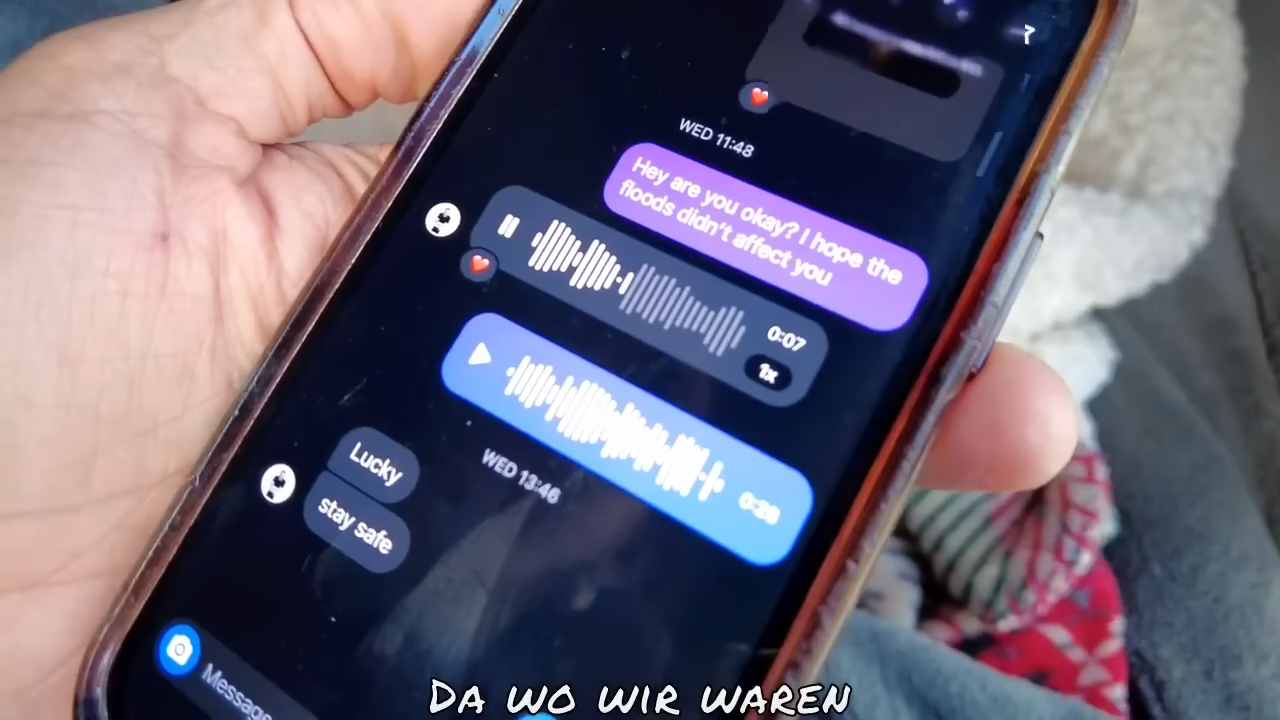 WED 11:48
Hey are you okay? I hope the
floods didn't affect you
0:07
1x
0:26
WED 13:46
Lucky
stay safe
Message
DA WO WIR WAREN